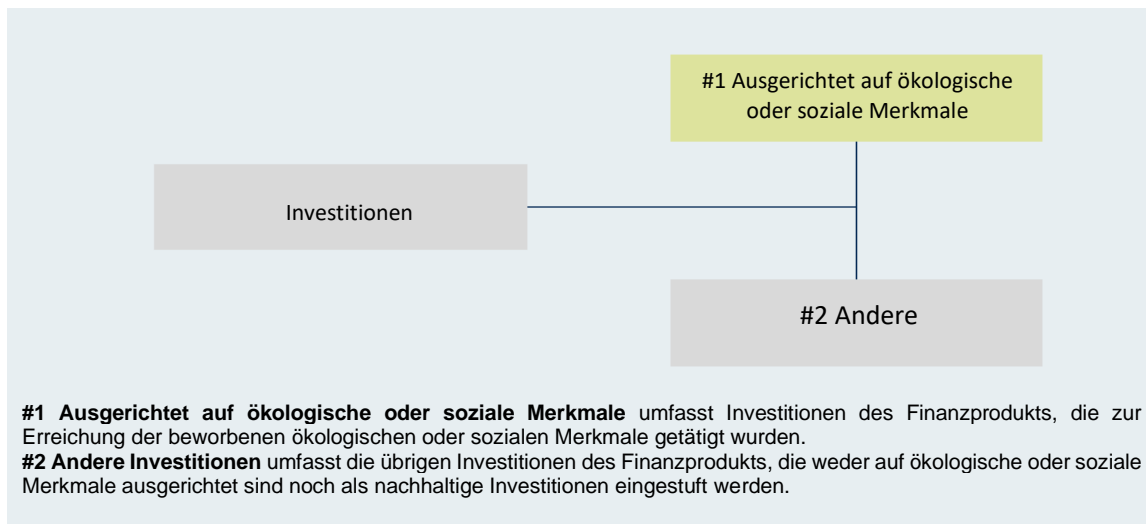 #1 Ausgerichtet auf ökologische
oder soziale Merkmale
Investitionen
#2 Andere
#1 Ausgerichtet auf ökologische oder soziale Merkmale umfasst Investitionen des Finanzprodukts, die zur
Erreichung der beworbenen ökologischen oder sozialen Merkmale getätigt wurden.
#2 Andere Investitionen umfasst die übrigen Investitionen des Finanzprodukts, die weder auf ökologische oder soziale
Merkmale ausgerichtet sind noch als nachhaltige Investitionen eingestuft werden.